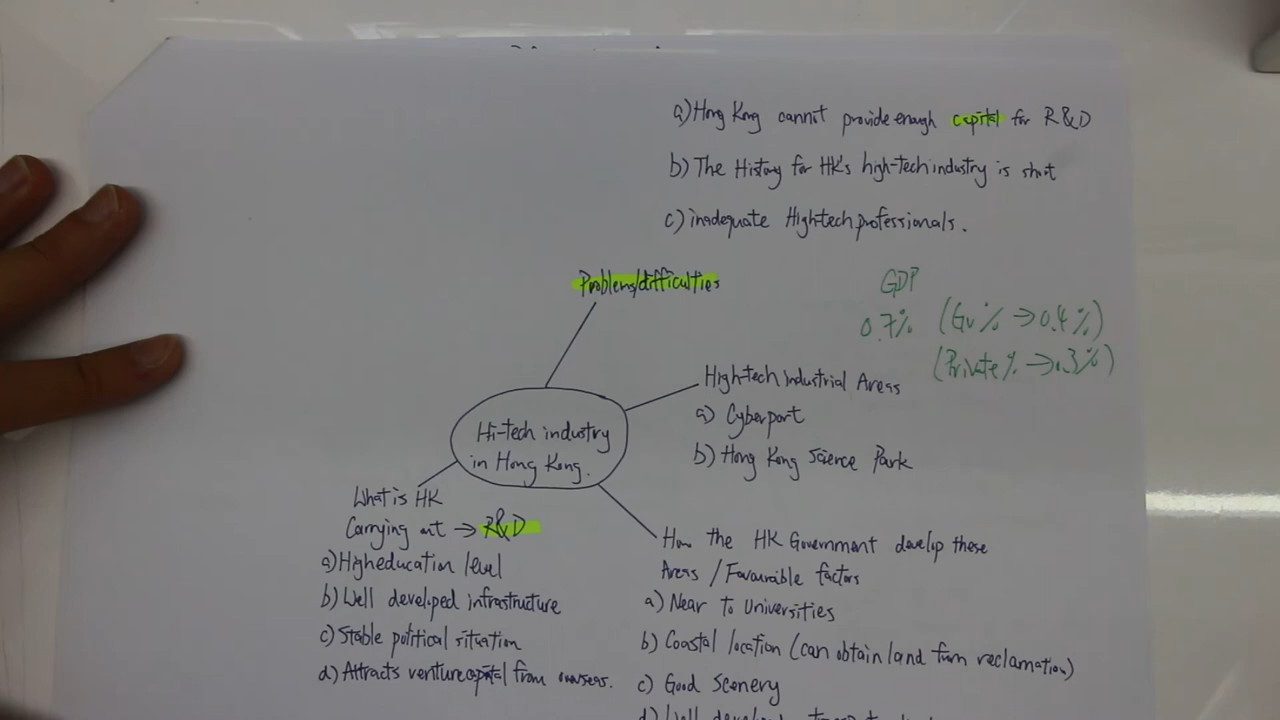 a) Hong Kong cannot provide enough capital for R&D
b) The History for HK's high-tech industry is short
c) inadequate High-tech professionals.
Problems/difficulties
GDP
0.7% (Gv% → 0.4%)
(Private% → .3%)
High-tech Industrial Areas
a) Cyberport
b) Hong Kong Science Park
Hi-tech industry
in Hong Kong.
What is HK
Carrying out → R&D
a) High education level
b) Well developed infrastructure
c) Stable political situation
d) Attracts venture capital from overseas.
How the HK Government develop these
Areas / Favourable factors
a) Near to Universities
b) Coastal location (can obtain land from reclamation)
c) Good Scenery
d) Well